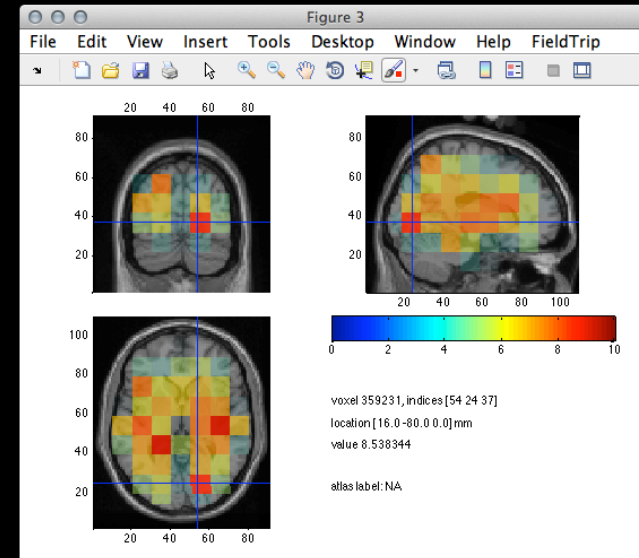 Figure 3
File Edit View Insert Tools Desktop Window Help FieldTrip
20 40 60 80
80
60
40
20
80
60
40
20
20 40 60 80 100
0 2 4 6 8 10
100
80
60
40
20
20 40 60 80
voxel 359231, indices [54 24 37]
location [16.0 -80.0 0.0] mm
value 8.538344
atlas label: NA